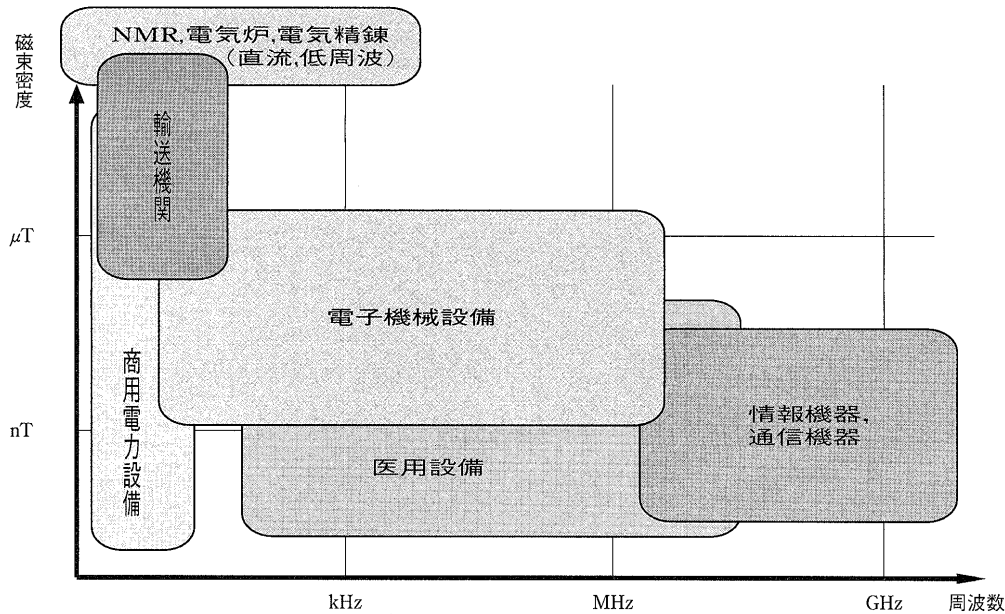 NMR,電気炉,電気精錬
(直流,低周波)
磁束密度
輸送機関
μT
電子機械設備
商用電力設備
情報機器,
通信機器
nT
医用設備
kHz
MHz
GHz
周波数